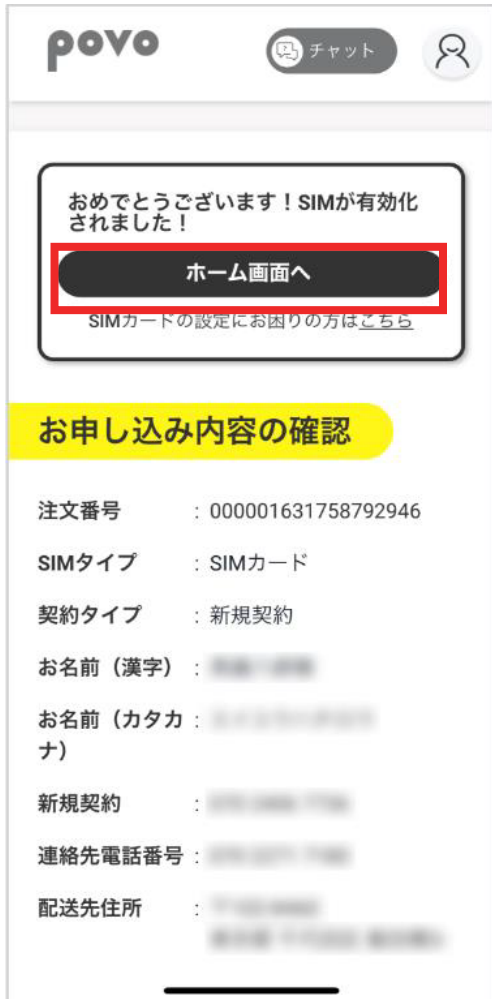 povo
チャット
おめでとうございます！SIMが有効化
されました！
ホーム画面へ
SIMカードの設定にお困りの方はこちら
お申し込み内容の確認
注文番号 : 000001631758792946
SIMタイプ : SIMカード
契約タイプ : 新規契約
お名前（漢字） :
お名前（カタカ :
ナ）
新規契約 :
連絡先電話番号 :
配送先住所 :